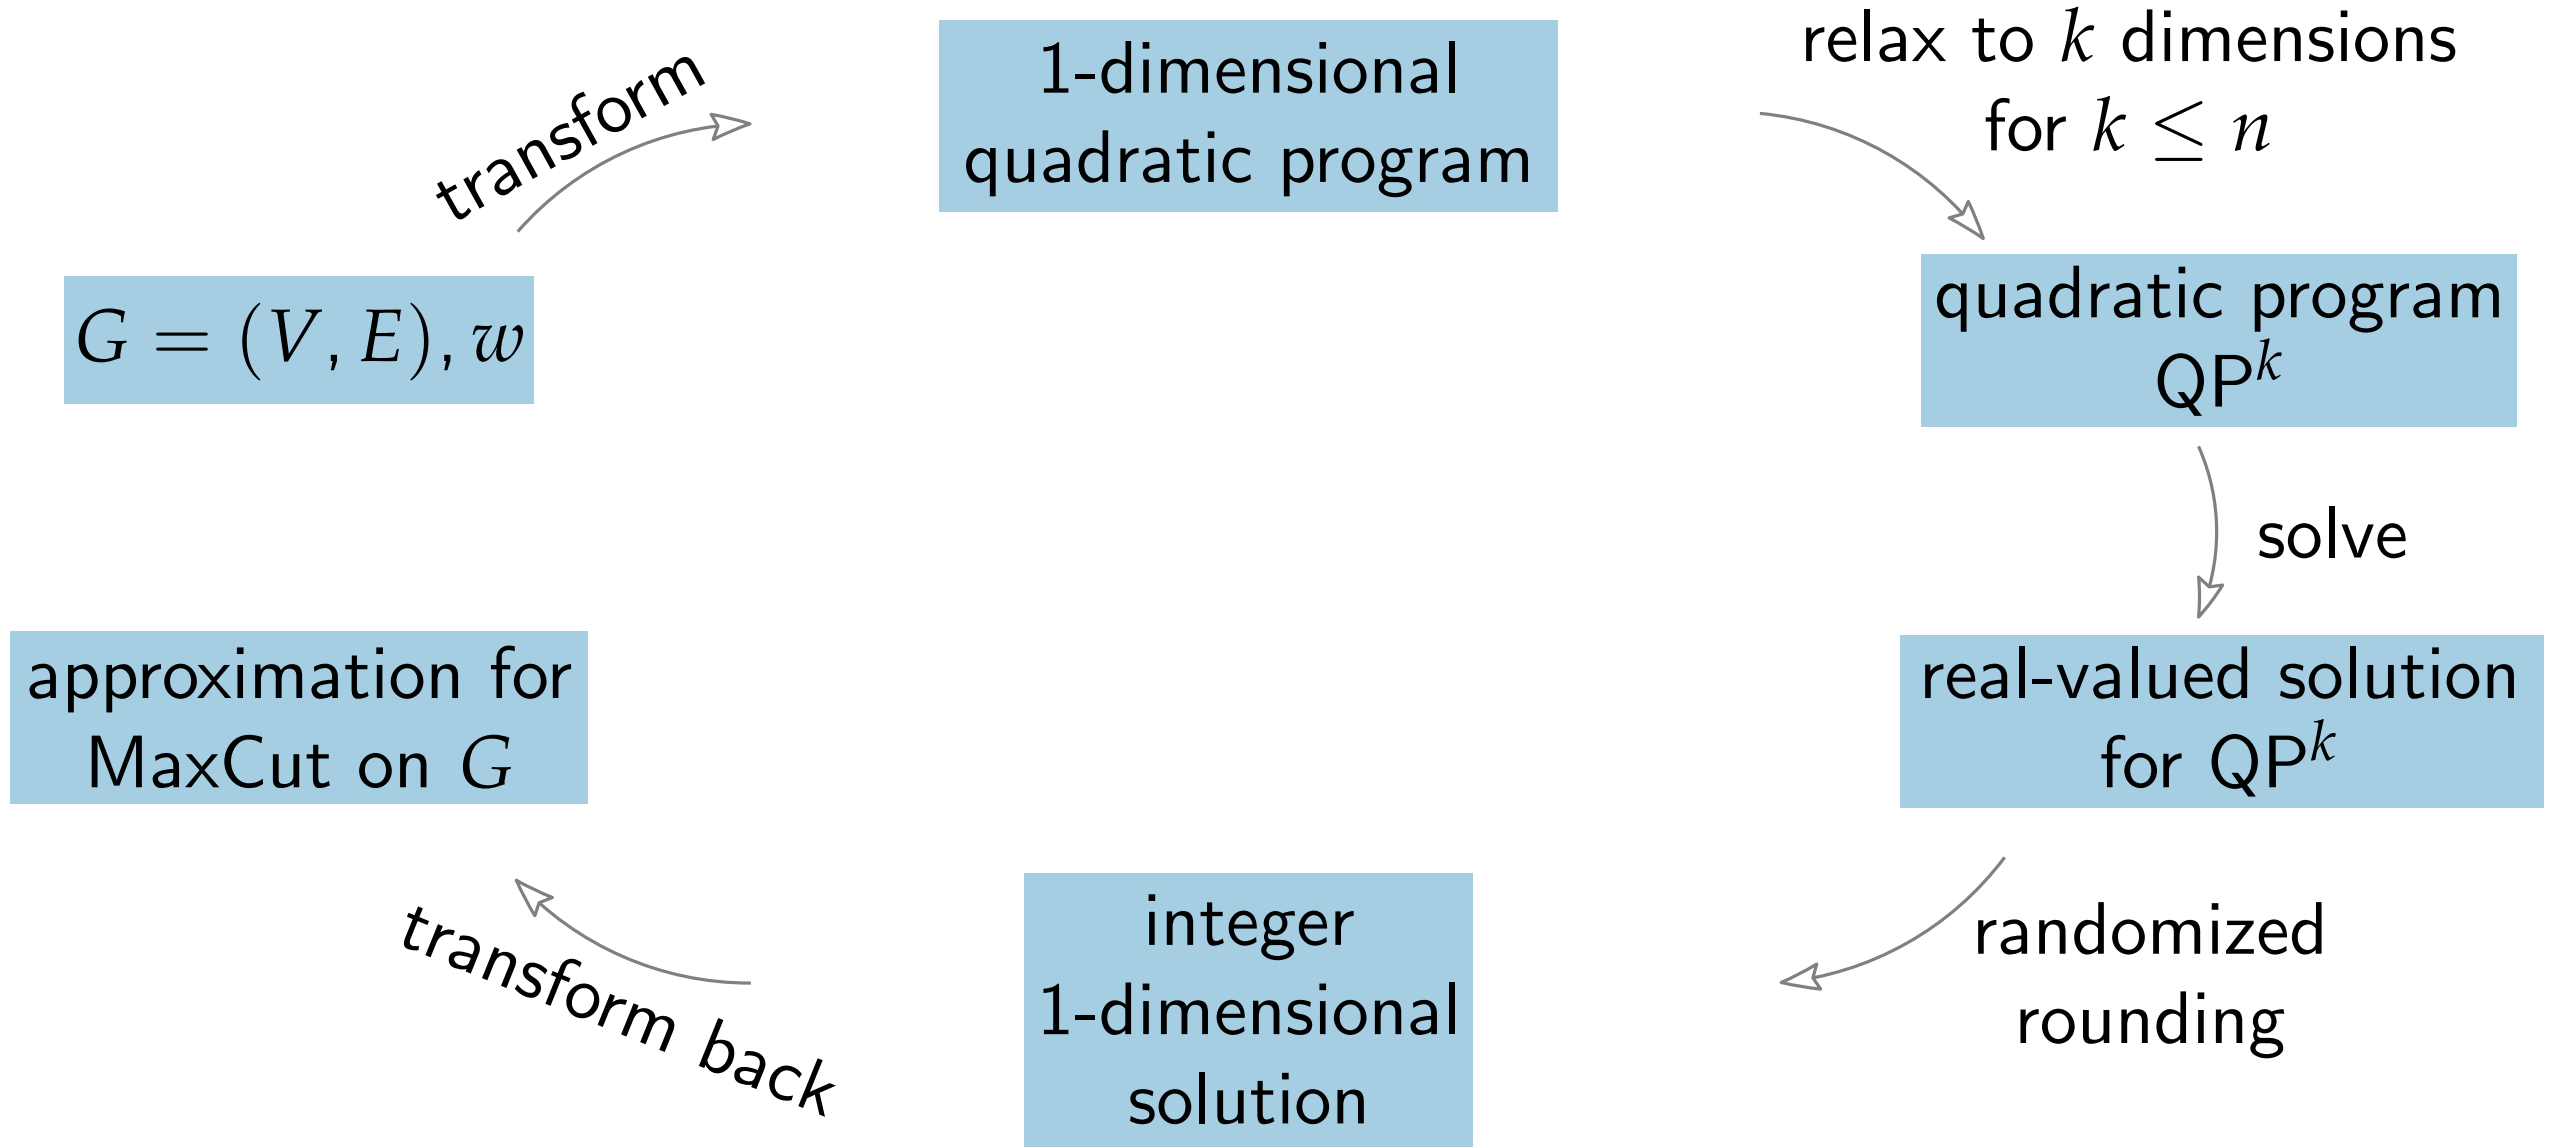 transform
1-dimensional
quadratic program
relax to k dimensions
for k ≤ n
G = (V, E), w
quadratic program
QP^k
solve
approximation for
MaxCut on G
real-valued solution
for QP^k
transform back
integer
1-dimensional
solution
randomized
rounding